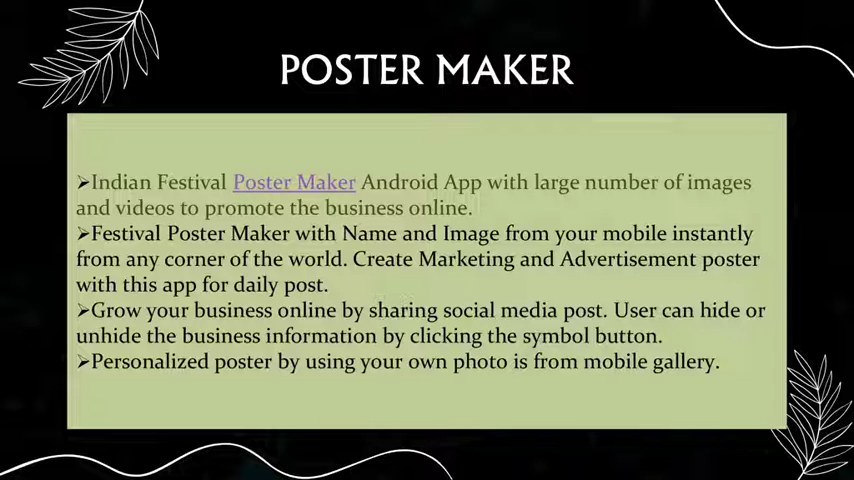 POSTER MAKER
➢Indian Festival Poster Maker Android App with large number of images
and videos to promote the business online.
➢Festival Poster Maker with Name and Image from your mobile instantly
from any corner of the world. Create Marketing and Advertisement poster
with this app for daily post.
➢Grow your business online by sharing social media post. User can hide or
unhide the business information by clicking the symbol button.
➢Personalized poster by using your own photo is from mobile gallery.